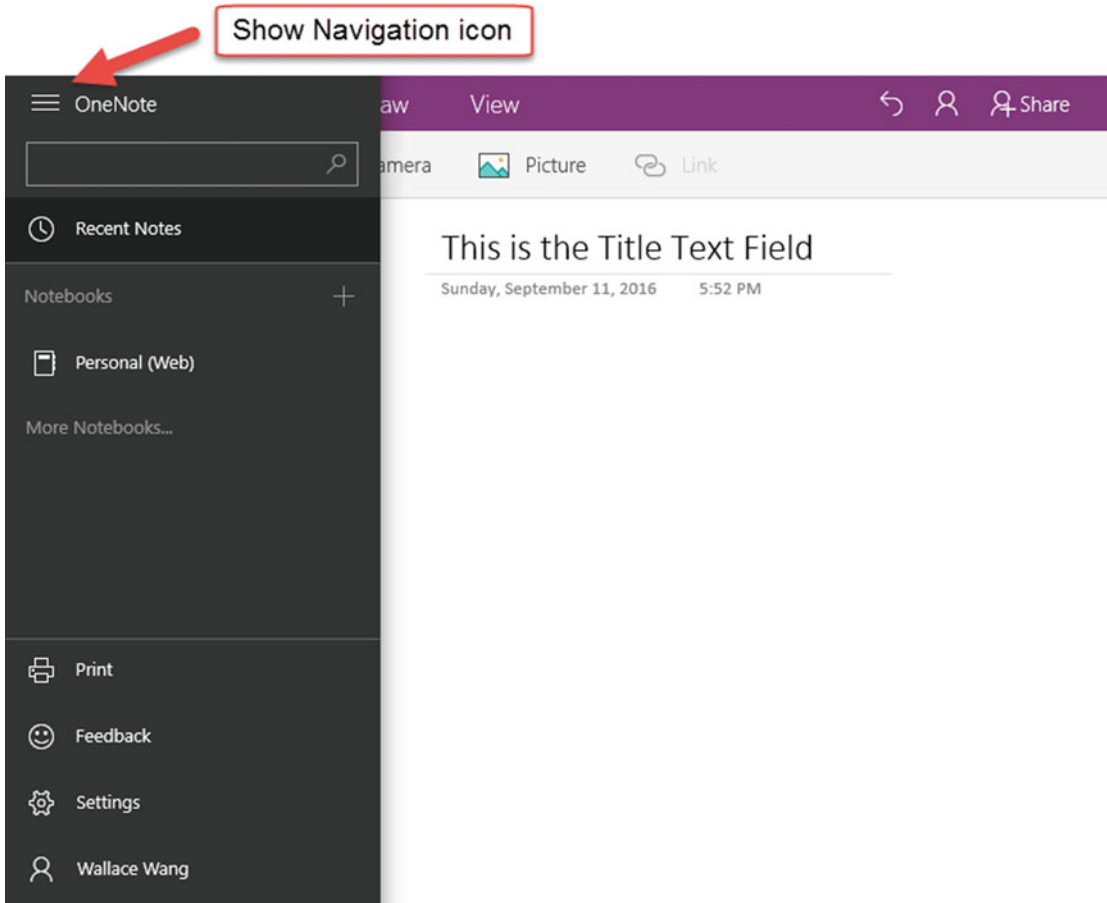 Show Navigation icon
OneNote
aw View Share
amera Picture Link
Recent Notes
This is the Title Text Field
Sunday, September 11, 2016 5:52 PM
Notebooks
Personal (Web)
More Notebooks...
Print
Feedback
Settings
Wallace Wang